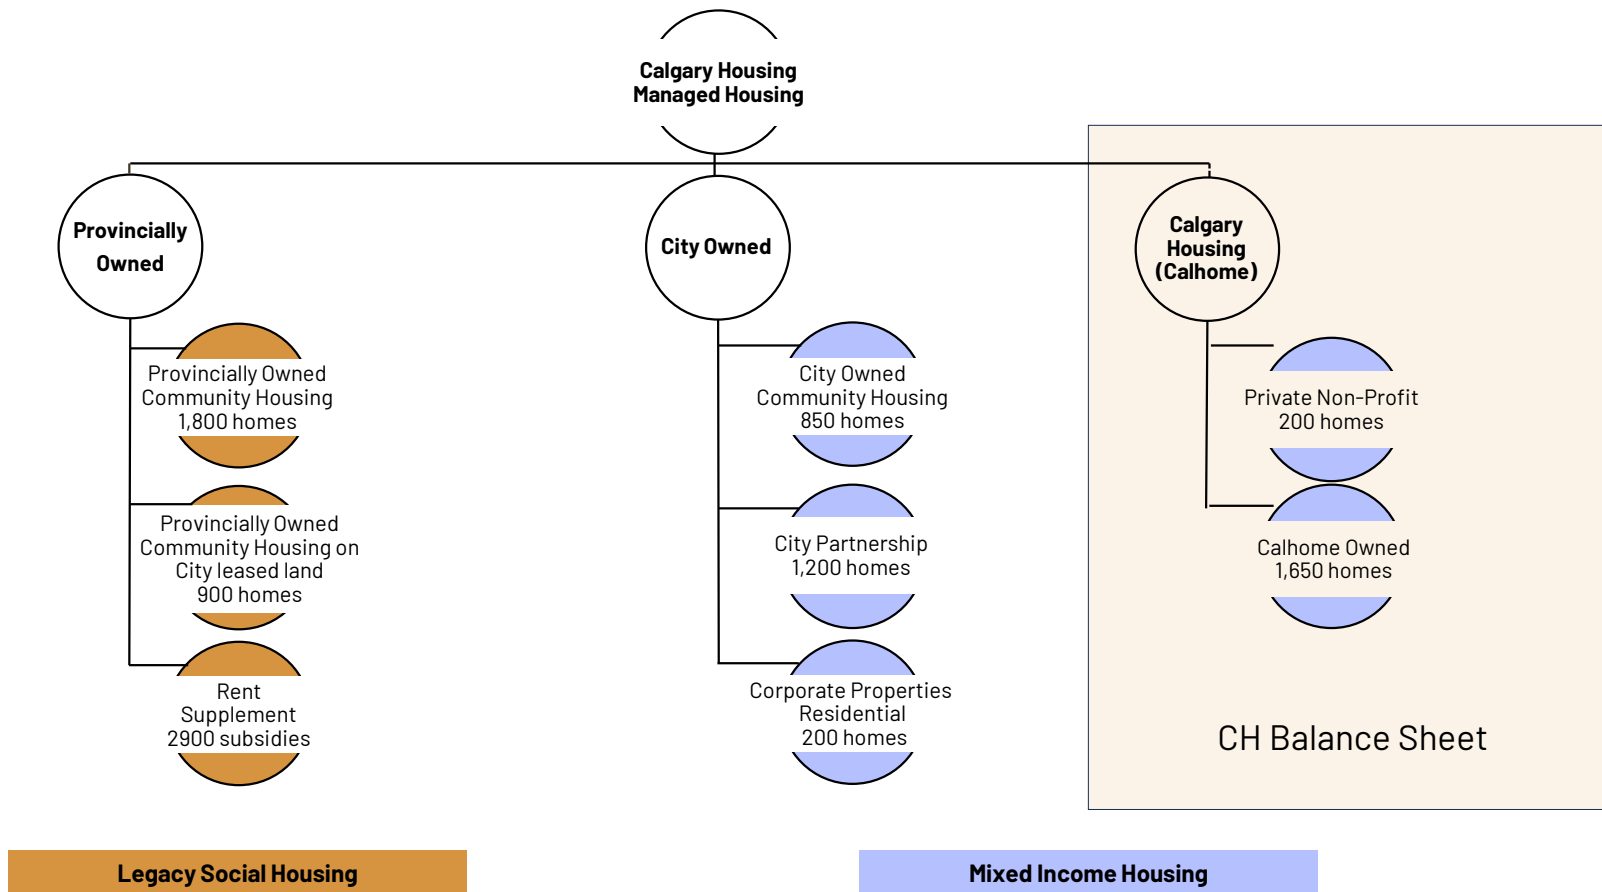 Calgary Housing
Managed Housing
Provincially
Owned
City Owned
Calgary
Housing
(Calhome)
Provincially Owned
Community Housing
1,800 homes
Provincially Owned
Community Housing on
City leased land
900 homes
Rent
Supplement
2900 subsidies
City Owned
Community Housing
850 homes
City Partnership
1,200 homes
Corporate Properties
Residential
200 homes
Private Non-Profit
200 homes
Calhome Owned
1,650 homes
CH Balance Sheet
Legacy Social Housing
Mixed Income Housing